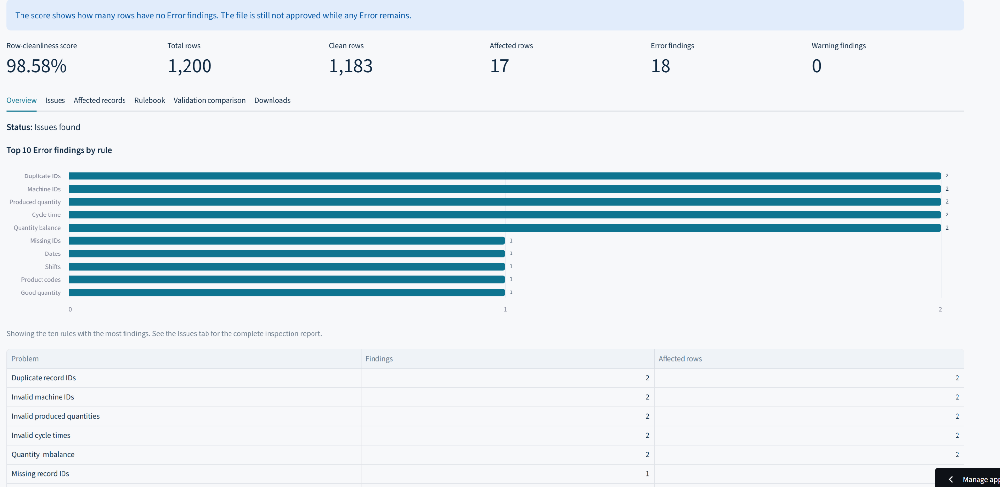 The score shows how many rows have no Error findings. The file is still not approved while any Error remains.
Row-cleanliness score Total rows Clean rows Affected rows Error findings Warning findings
98.58% 1,200 1,183 17 18 0
Overview Issues Affected records Rulebook Validation comparison Downloads
Status: Issues found
Top 10 Error findings by rule
Duplicate IDs 2
Machine IDs 2
Produced quantity 2
Cycle time 2
Quantity balance 2
Missing IDs 1
Dates 1
Shifts 1
Product codes 1
Good quantity 1
0 1 2
Showing the ten rules with the most findings. See the Issues tab for the complete inspection report.
Problem Findings Affected rows
Duplicate record IDs 2 2
Invalid machine IDs 2 2
Invalid produced quantities 2 2
Invalid cycle times 2 2
Quantity imbalance 2 2
Missing record IDs 1
Manage app